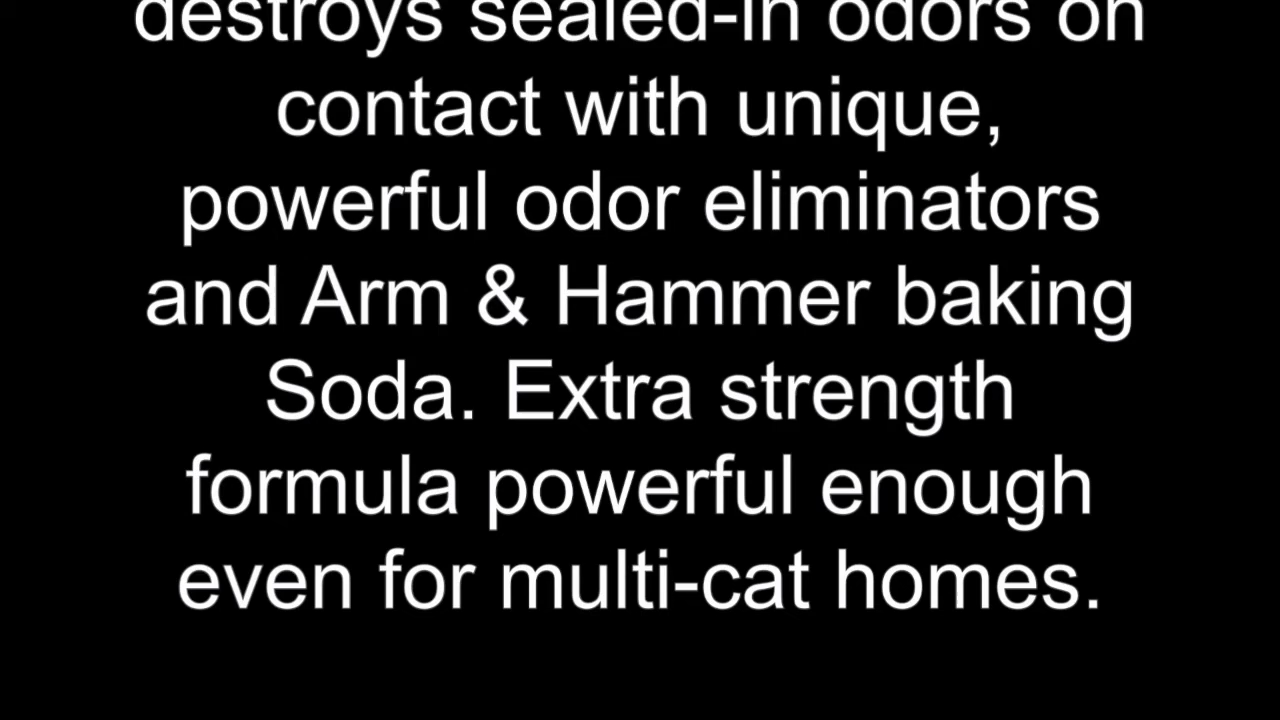 destroys sealed-in odors on
contact with unique,
powerful odor eliminators
and Arm & Hammer baking
Soda. Extra strength
formula powerful enough
even for multi-cat homes.